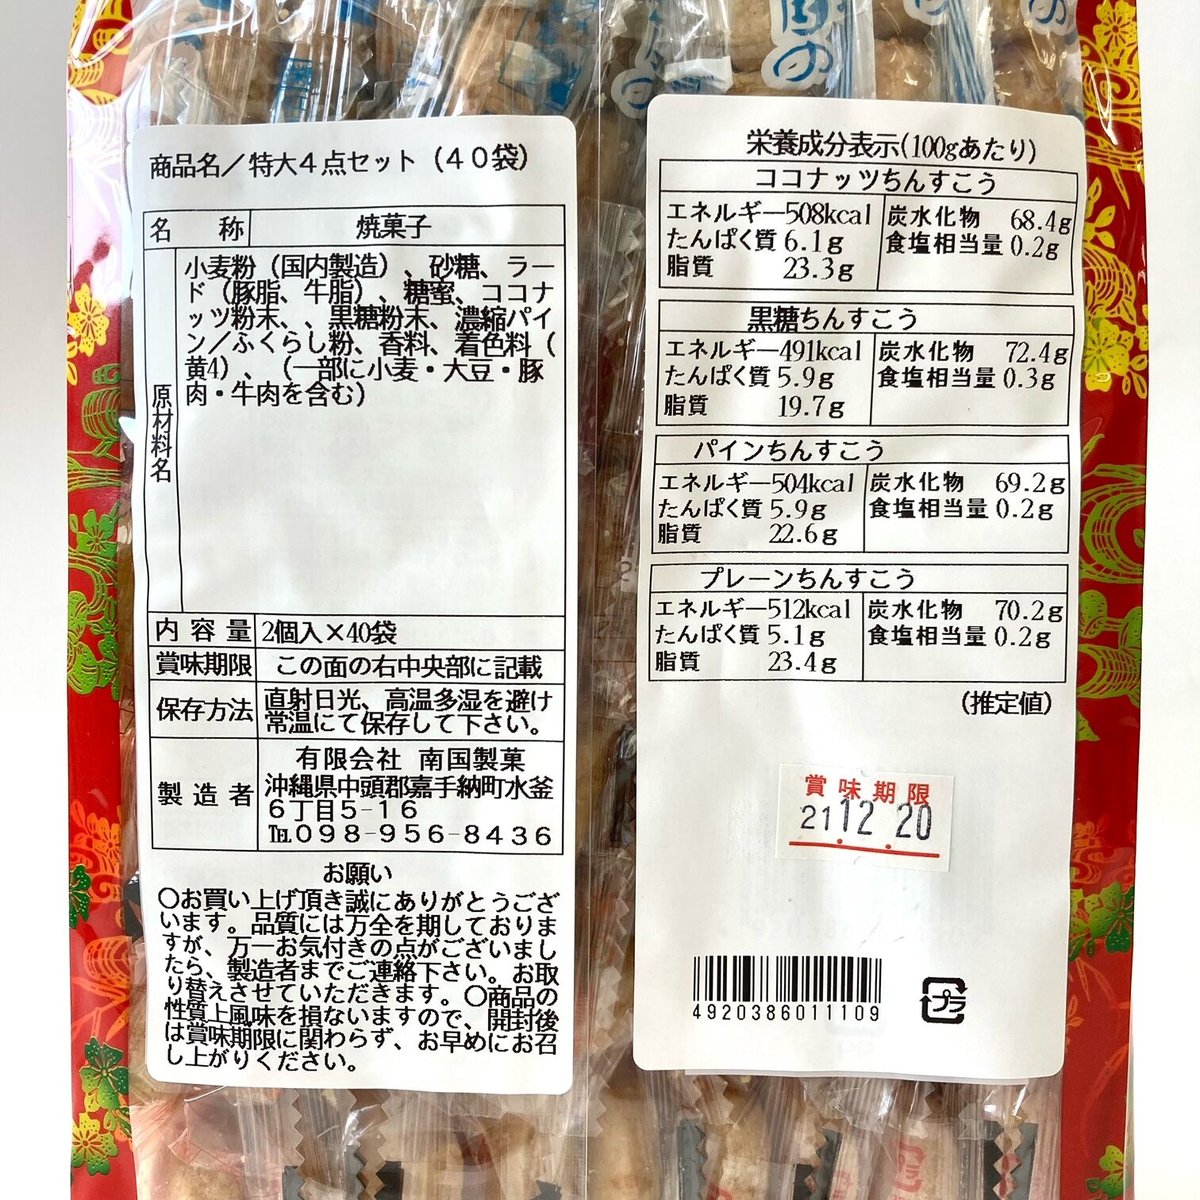 商品名／特大４点セット（４０袋）
名称 焼菓子
原材料名
小麦粉（国内製造）、砂糖、ラー
ド（豚脂、牛脂）、糖蜜、ココナ
ッツ粉末、、黒糖粉末、濃縮パイ
ン／ふくらし粉、香料、着色料（
黄4）、（一部に小麦・大豆・豚
肉・牛肉を含む）
内容量 2個入×40袋
賞味期限 この面の右中央部に記載
保存方法 直射日光、高温多湿を避け
常温にて保存して下さい。
製造者 有限会社 南国製菓
沖縄県中頭郡嘉手納町水釜
６丁目５-１６
℡０９８-９５６-８４３６
お願い
○お買い上げ頂き誠にありがとうござ
います。品質には万全を期しておりま
すが、万一お気付きの点がございまし
たら、製造者までご連絡下さい。お取
り替えさせていただきます。○商品の
性質上風味を損ないますので、開封後
は賞味期限に関わらず、お早めにお召
し上がりください。
栄養成分表示(100gあたり)
ココナッツちんすこう
エネルギー508kcal 炭水化物 68.4g
たんぱく質 6.1g 食塩相当量 0.2g
脂質 23.3g
黒糖ちんすこう
エネルギー491kcal 炭水化物 72.4g
たんぱく質 5.9g 食塩相当量 0.3g
脂質 19.7g
パインちんすこう
エネルギー504kcal 炭水化物 69.2g
たんぱく質 5.9g 食塩相当量 0.2g
脂質 22.6g
プレーンちんすこう
エネルギー512kcal 炭水化物 70.2g
たんぱく質 5.1g 食塩相当量 0.2g
脂質 23.4g
(推定値)
賞味期限
21.12.20
4920386011109
プラ